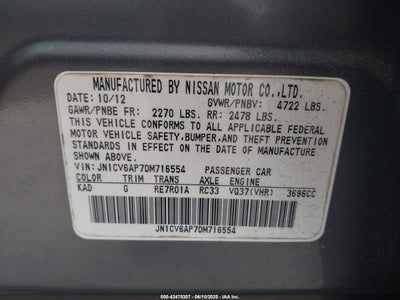 MANUFACTURED BY NISSAN MOTOR CO.,LTD.
DATE: 10/12 GVWR/PNBV: 4722 LBS.
GAWR/PNBE FR: 2270 LBS. RR: 2478 LBS.
THIS VEHICLE CONFORMS TO ALL APPLICABLE FEDERAL
MOTOR VEHICLE SAFETY,BUMPER,AND THEFT PREVENTION
STANDARDS IN EFFECT ON THE DATE OF MANUFACTURE
SHOWN ABOVE.
VIN: JN1CV6AP7DM716554 PASSENGER CAR
COLOR TRIM TRANS AXLE ENGINE
KAD G RE7R01A RC33 VQ37(VHR) 3696CC
JN1CV6AP7DM716554
00-42470307 - 06/10/2025 - IAAI.COM